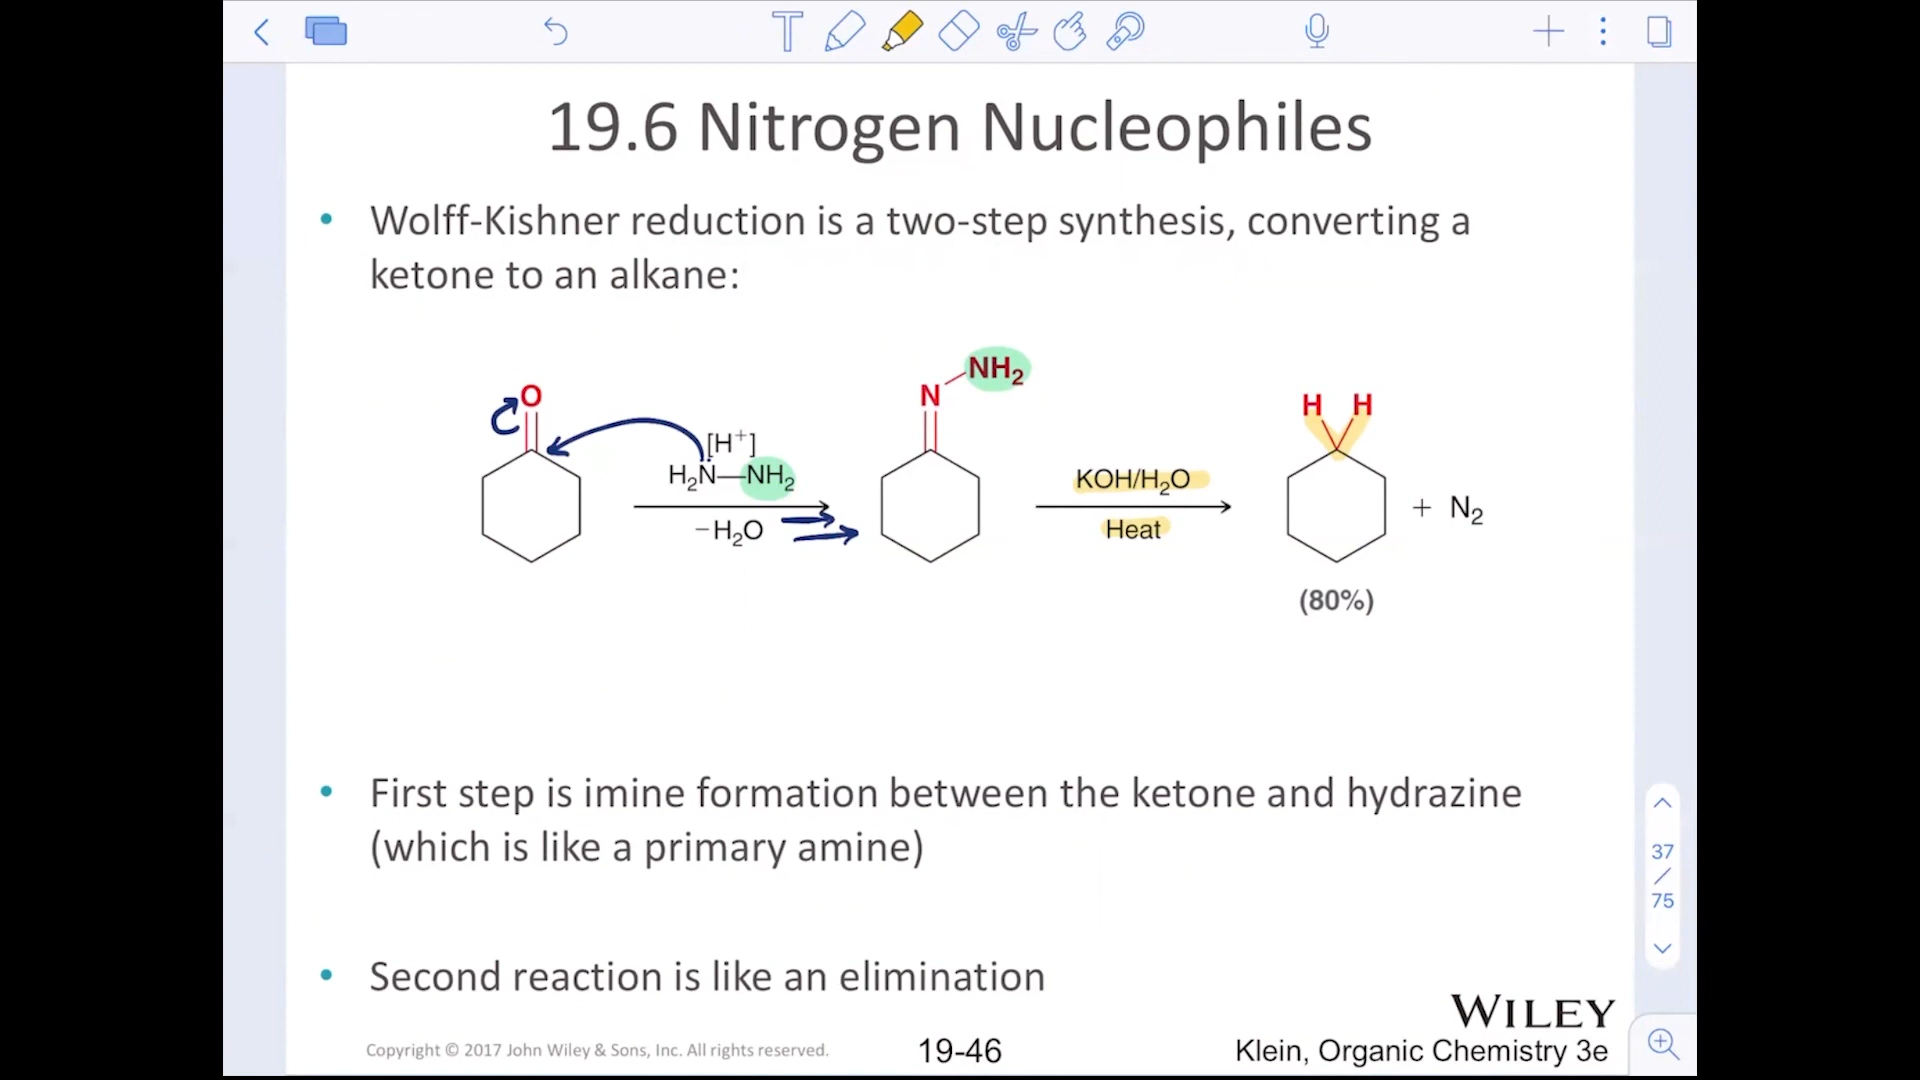 19.6 Nitrogen Nucleophiles
• Wolff-Kishner reduction is a two-step synthesis, converting a
ketone to an alkane:
O
[H⁺]
H₂N—NH₂
−H₂O
N
NH₂
KOH/H₂O
Heat
H H
+ N₂
(80%)
• First step is imine formation between the ketone and hydrazine
(which is like a primary amine)
• Second reaction is like an elimination
37
/
75
WILEY
Copyright © 2017 John Wiley & Sons, Inc. All rights reserved.
19-46
Klein, Organic Chemistry 3e